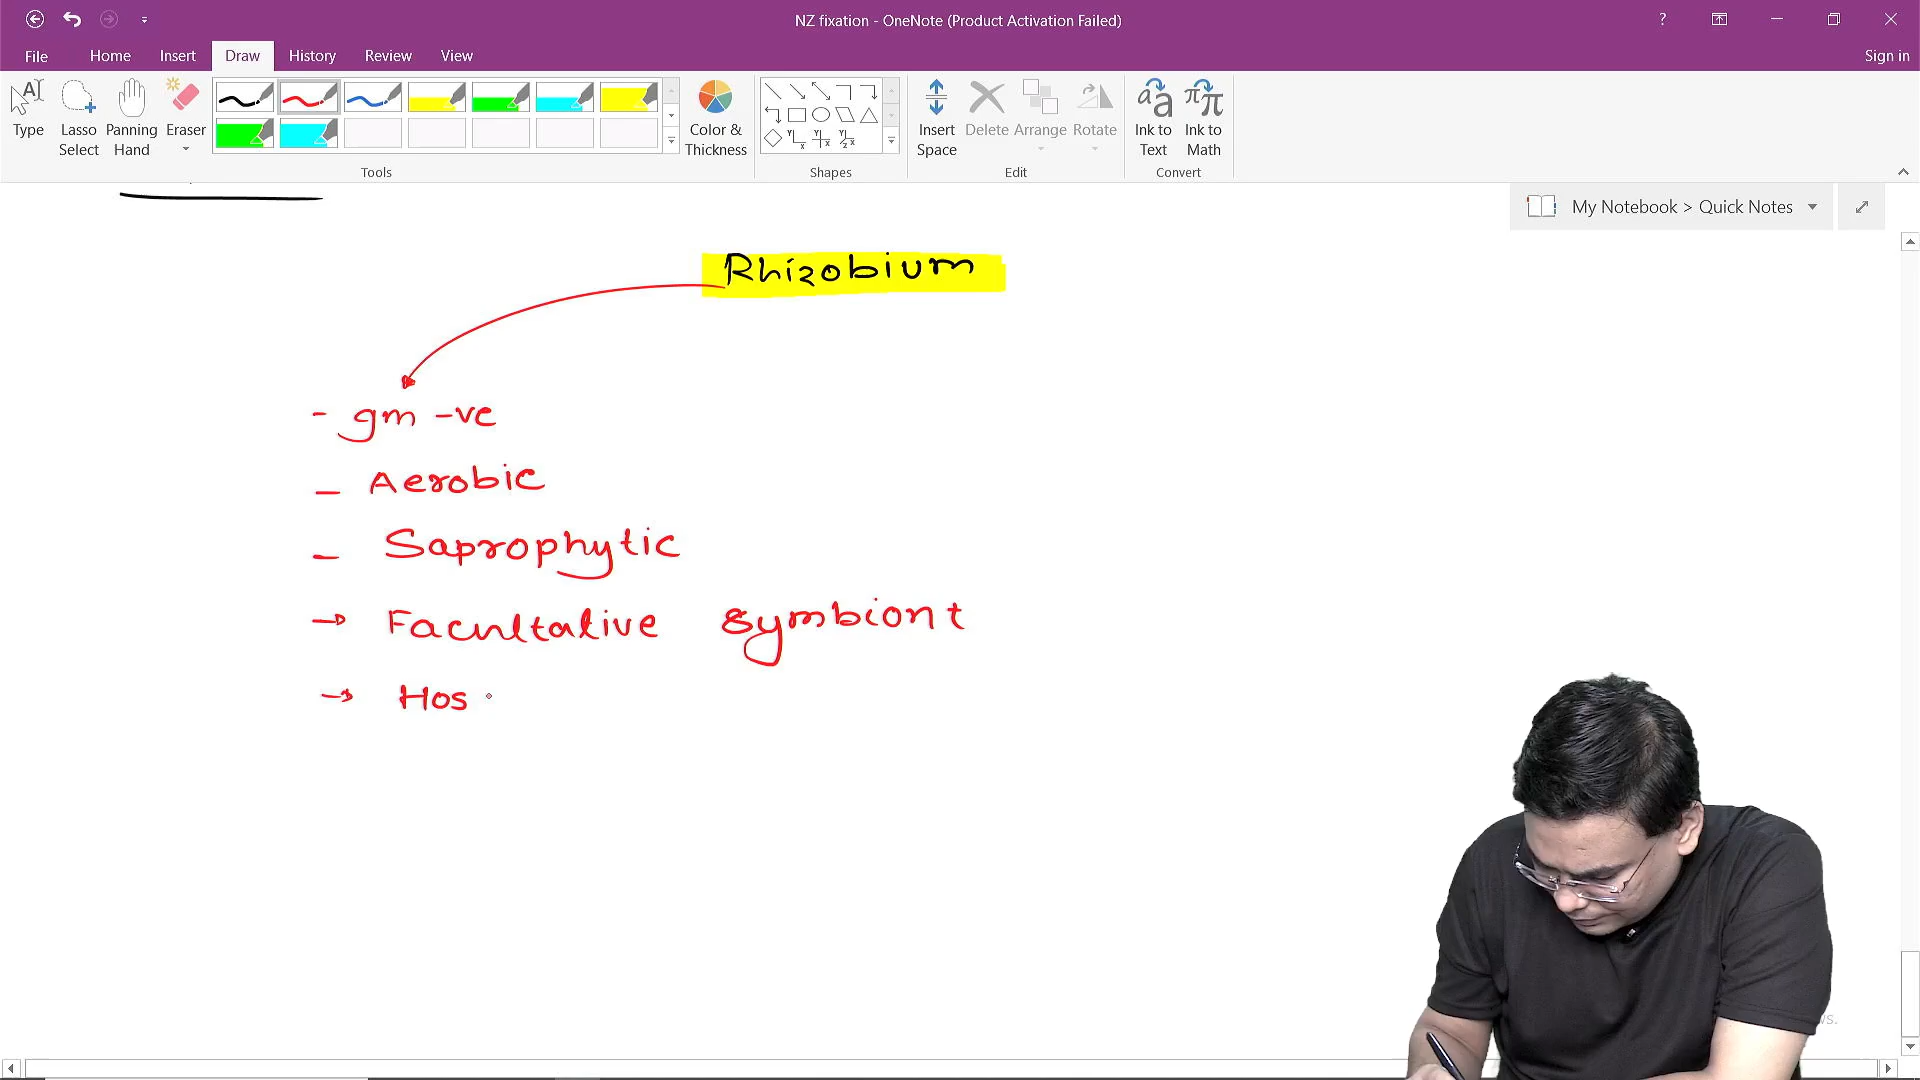 NZ fixation - OneNote (Product Activation Failed)
?
File Home Insert Draw History Review View
Sign in
Type
Lasso Select
Panning Hand
Eraser
Color & Thickness
Insert Space
Delete
Arrange
Rotate
Ink to Text
Ink to Math
Tools
Shapes
Edit
Convert
My Notebook > Quick Notes
Rhizobium
- gm -ve
- Aerobic
- Saprophytic
→ Facultative symbiont
→ Hos
ws.